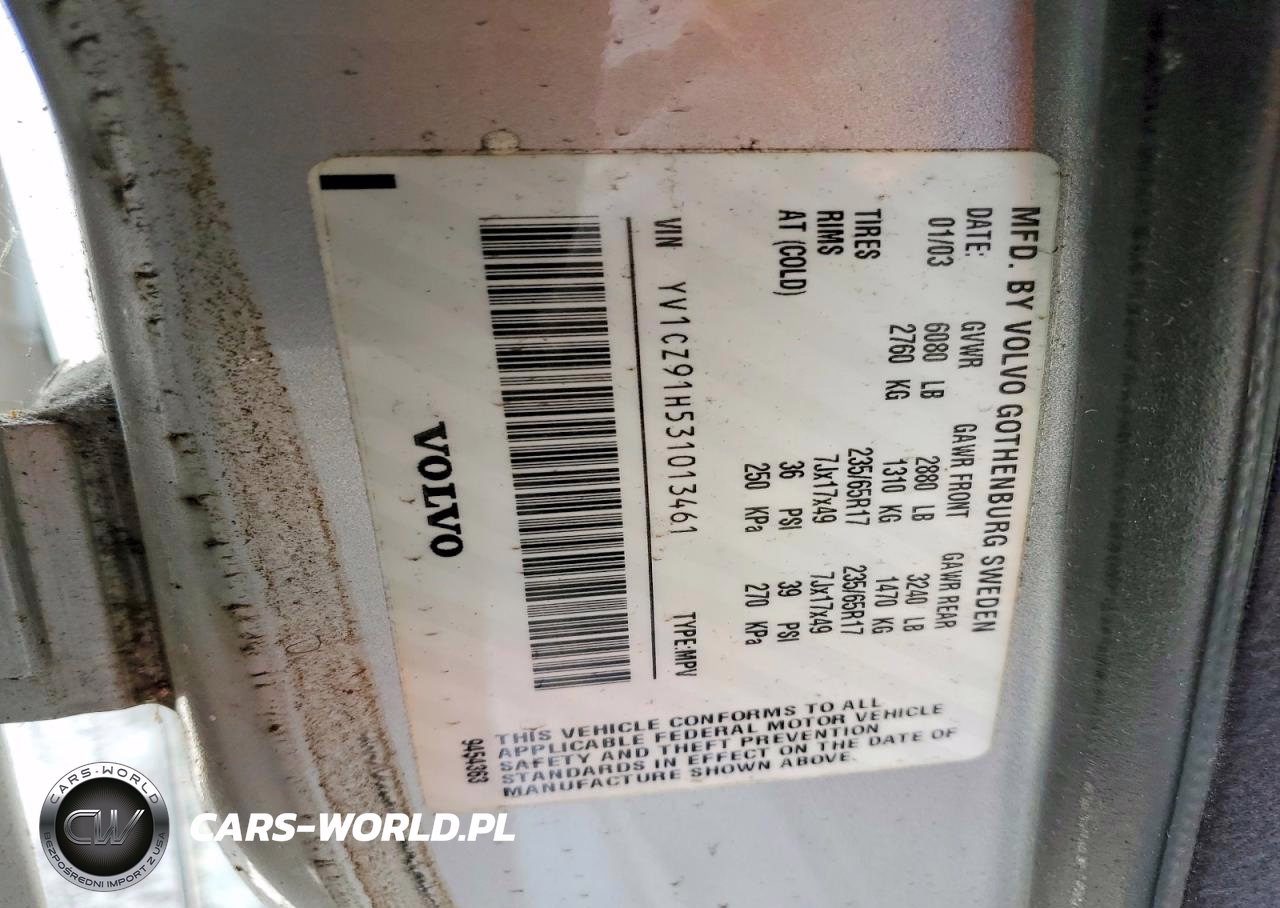 MFD. BY VOLVO GOTHENBURG SWEDEN
DATE: GVWR GAWR FRONT GAWR REAR
01/03 6080 LB 2880 LB 3240 LB
2760 KG 1310 KG 1470 KG
TIRES 235/65R17 235/65R17
RIMS 7Jx17x49 7Jx17x49
AT (COLD) 36 PSI 39 PSI
250 KPa 270 KPa
VIN YV1CZ91H531013461 TYPE:MPV
VOLVO
THIS VEHICLE CONFORMS TO ALL
APPLICABLE FEDERAL MOTOR VEHICLE
SAFETY AND THEFT PREVENTION
STANDARDS IN EFFECT ON THE DATE OF
MANUFACTURE SHOWN ABOVE.
9454363
CARS-WORLD
CW
BEZPOŚREDNI IMPORT Z USA
CARS-WORLD.PL